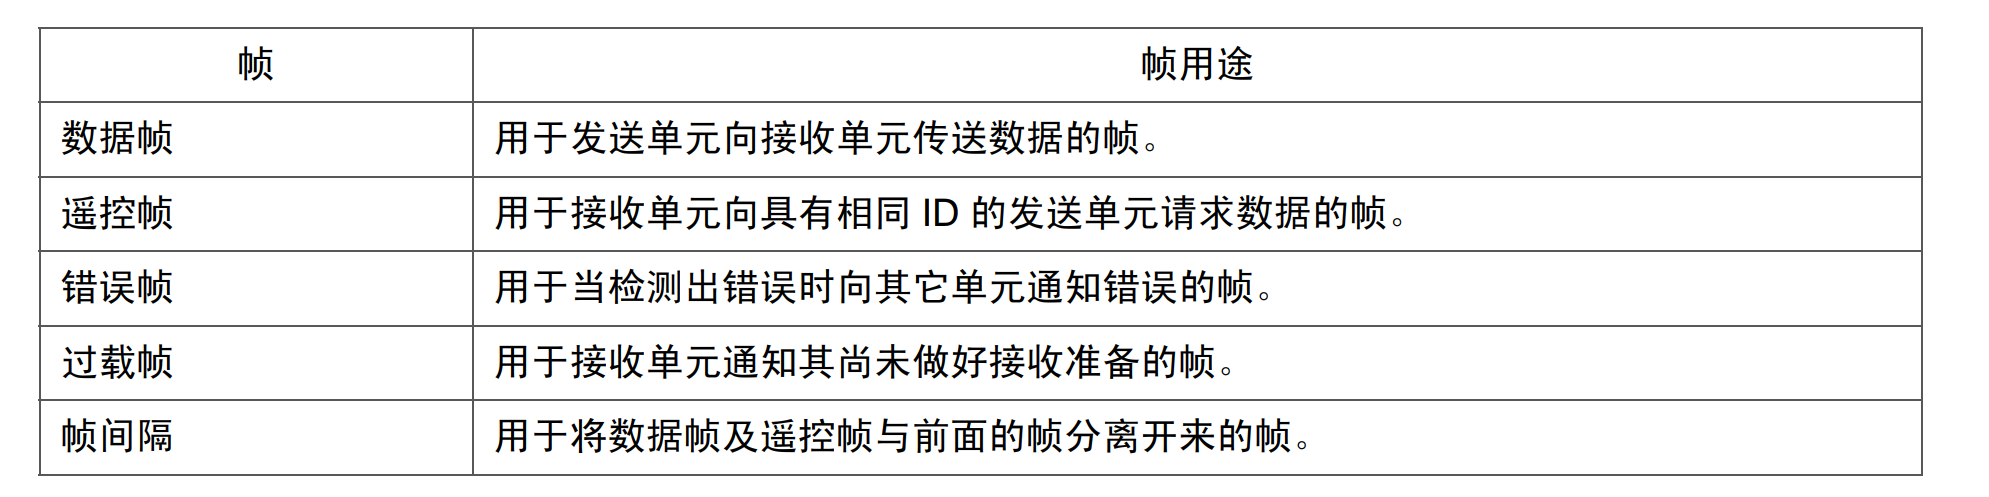 帧 帧用途
数据帧 用于发送单元向接收单元传送数据的帧。
遥控帧 用于接收单元向具有相同 ID 的发送单元请求数据的帧。
错误帧 用于当检测出错误时向其它单元通知错误的帧。
过载帧 用于接收单元通知其尚未做好接收准备的帧。
帧间隔 用于将数据帧及遥控帧与前面的帧分离开来的帧。